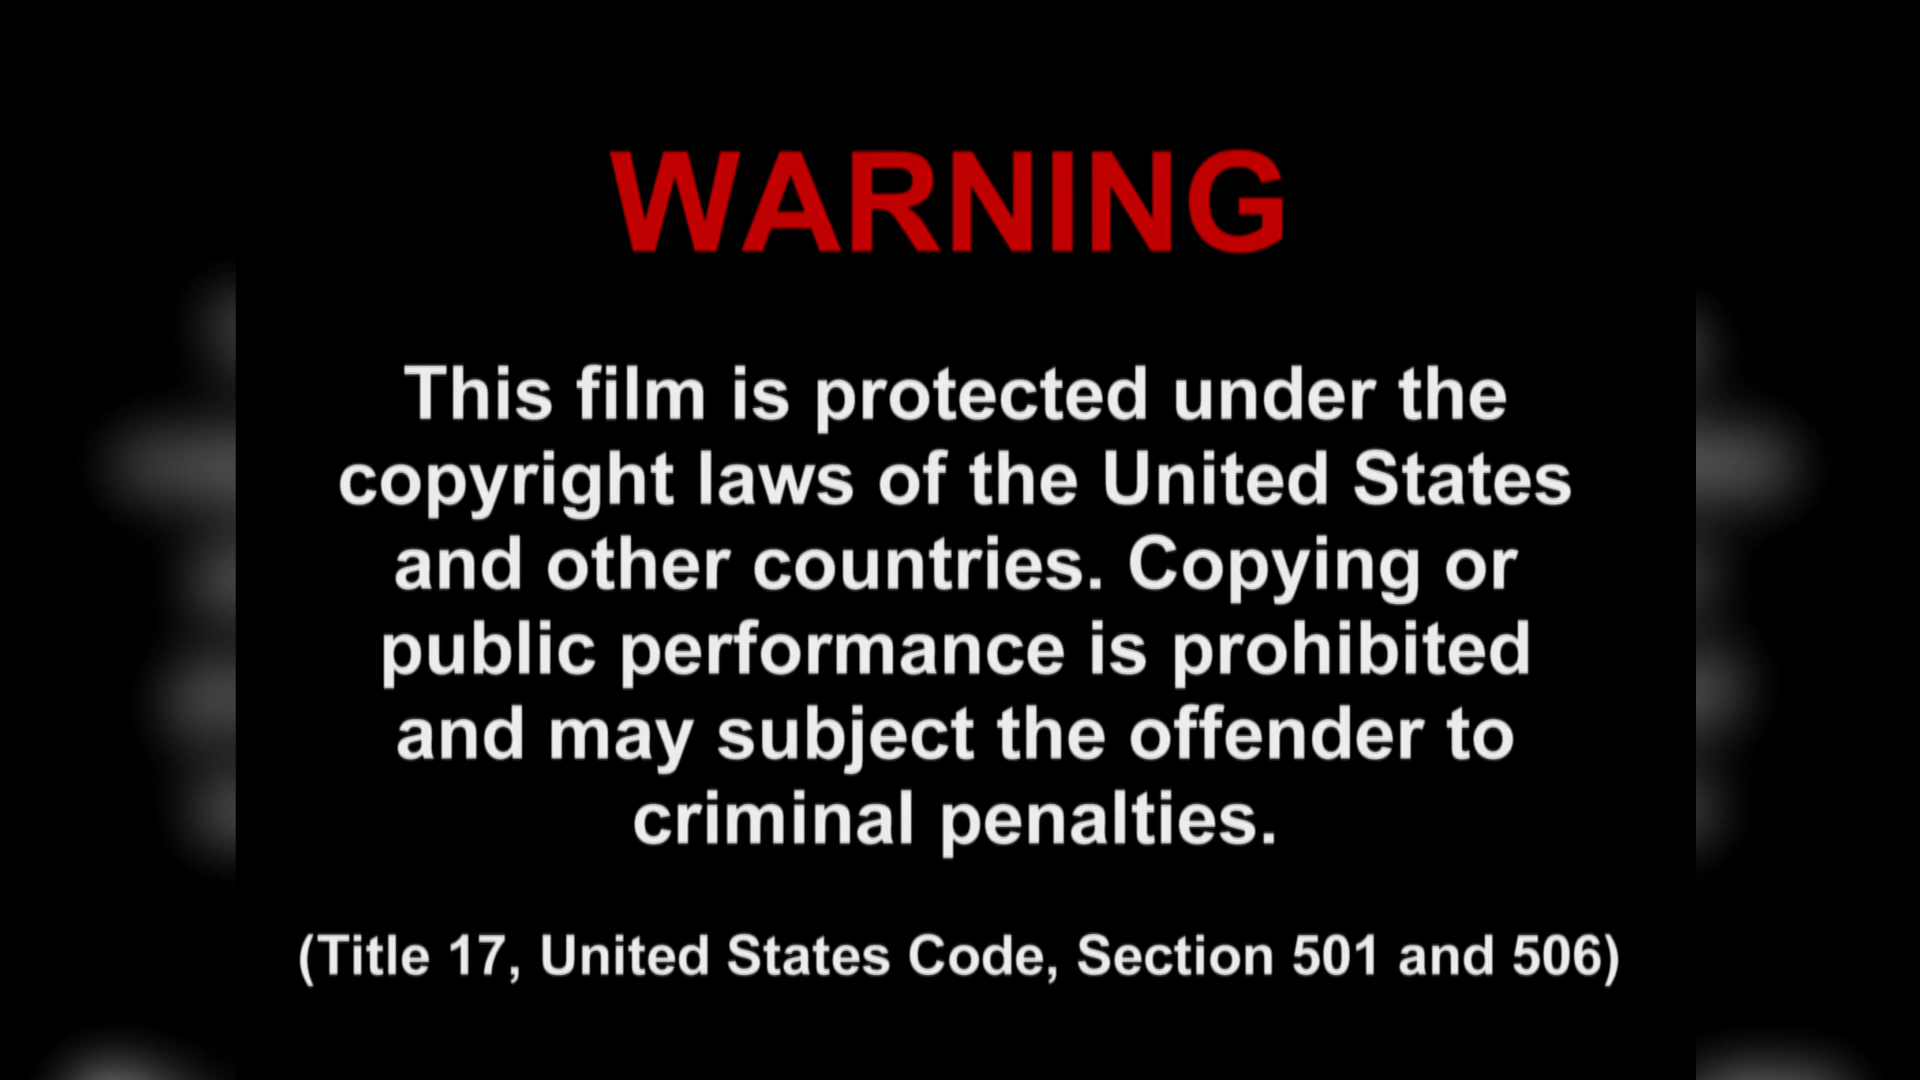 WARNING
This film is protected under the
copyright laws of the United States
and other countries. Copying or
public performance is prohibited
and may subject the offender to
criminal penalties.
(Title 17, United States Code, Section 501 and 506)